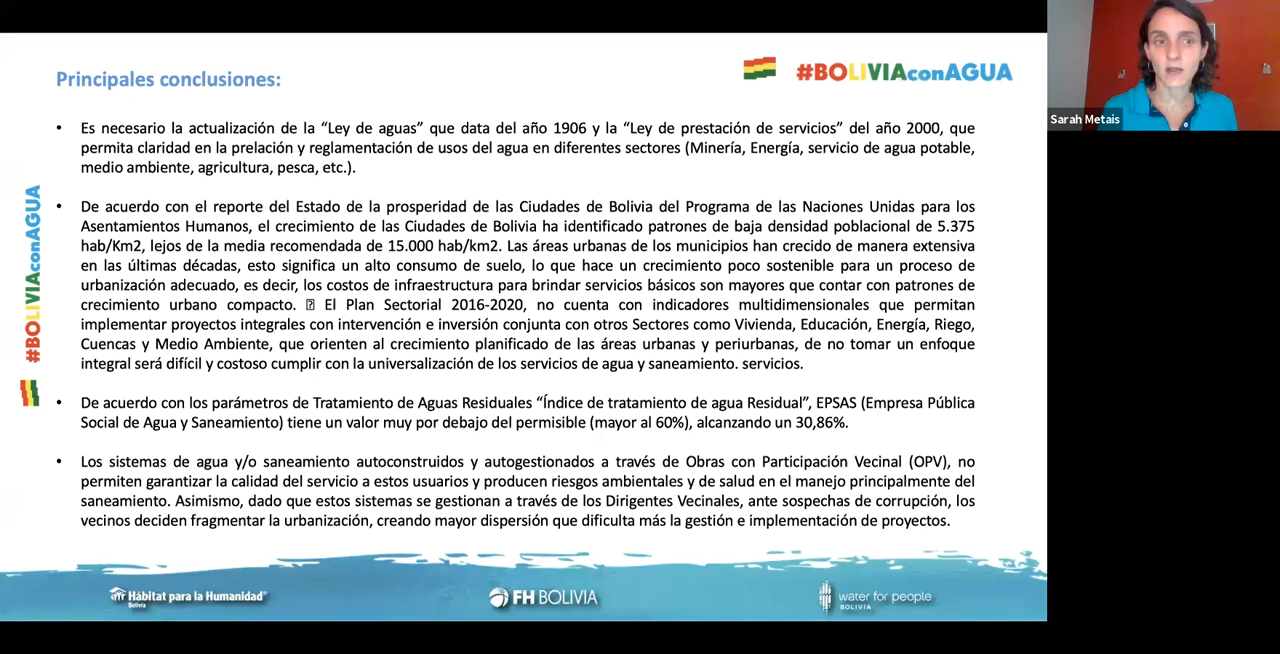 Principales conclusiones:
#BOLIVIAconAGUA
Sarah Metais
• Es necesario la actualización de la “Ley de aguas” que data del año 1906 y la “Ley de prestación de servicios” del año 2000, que
permita claridad en la prelación y reglamentación de usos del agua en diferentes sectores (Minería, Energía, servicio de agua potable,
medio ambiente, agricultura, pesca, etc.).
• De acuerdo con el reporte del Estado de la prosperidad de las Ciudades de Bolivia del Programa de las Naciones Unidas para los
Asentamientos Humanos, el crecimiento de las Ciudades de Bolivia ha identificado patrones de baja densidad poblacional de 5.375
hab/Km2, lejos de la media recomendada de 15.000 hab/km2. Las áreas urbanas de los municipios han crecido de manera extensiva
en las últimas décadas, esto significa un alto consumo de suelo, lo que hace un crecimiento poco sostenible para un proceso de
urbanización adecuado, es decir, los costos de infraestructura para brindar servicios básicos son mayores que contar con patrones de
crecimiento urbano compacto. ⍰ El Plan Sectorial 2016-2020, no cuenta con indicadores multidimensionales que permitan
implementar proyectos integrales con intervención e inversión conjunta con otros Sectores como Vivienda, Educación, Energía, Riego,
Cuencas y Medio Ambiente, que orienten al crecimiento planificado de las áreas urbanas y periurbanas, de no tomar un enfoque
integral será difícil y costoso cumplir con la universalización de los servicios de agua y saneamiento. servicios.
• De acuerdo con los parámetros de Tratamiento de Aguas Residuales “Índice de tratamiento de agua Residual”, EPSAS (Empresa Pública
Social de Agua y Saneamiento) tiene un valor muy por debajo del permisible (mayor al 60%), alcanzando un 30,86%.
• Los sistemas de agua y/o saneamiento autoconstruidos y autogestionados a través de Obras con Participación Vecinal (OPV), no
permiten garantizar la calidad del servicio a estos usuarios y producen riesgos ambientales y de salud en el manejo principalmente del
saneamiento. Asimismo, dado que estos sistemas se gestionan a través de los Dirigentes Vecinales, ante sospechas de corrupción, los
vecinos deciden fragmentar la urbanización, creando mayor dispersión que dificulta más la gestión e implementación de proyectos.
#BOLIVIAconAGUA
Hábitat para la Humanidad®
Bolivia
FH BOLIVIA
water for people
BOLIVIA